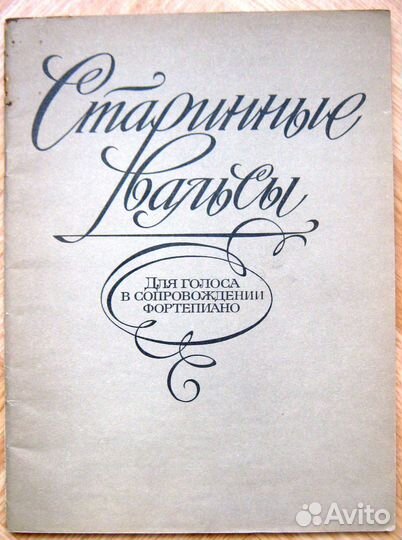 Старинные
вальсы
Для голоса
в сопровождении
фортепиано
Avito